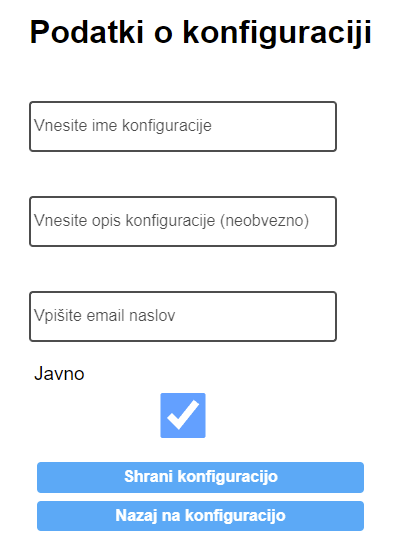 Podatki o konfiguraciji
Vnesite ime konfiguracije
Vnesite opis konfiguracije (neobvezno)
Vpišite email naslov
Javno
Shrani konfiguracijo
Nazaj na konfiguracijo